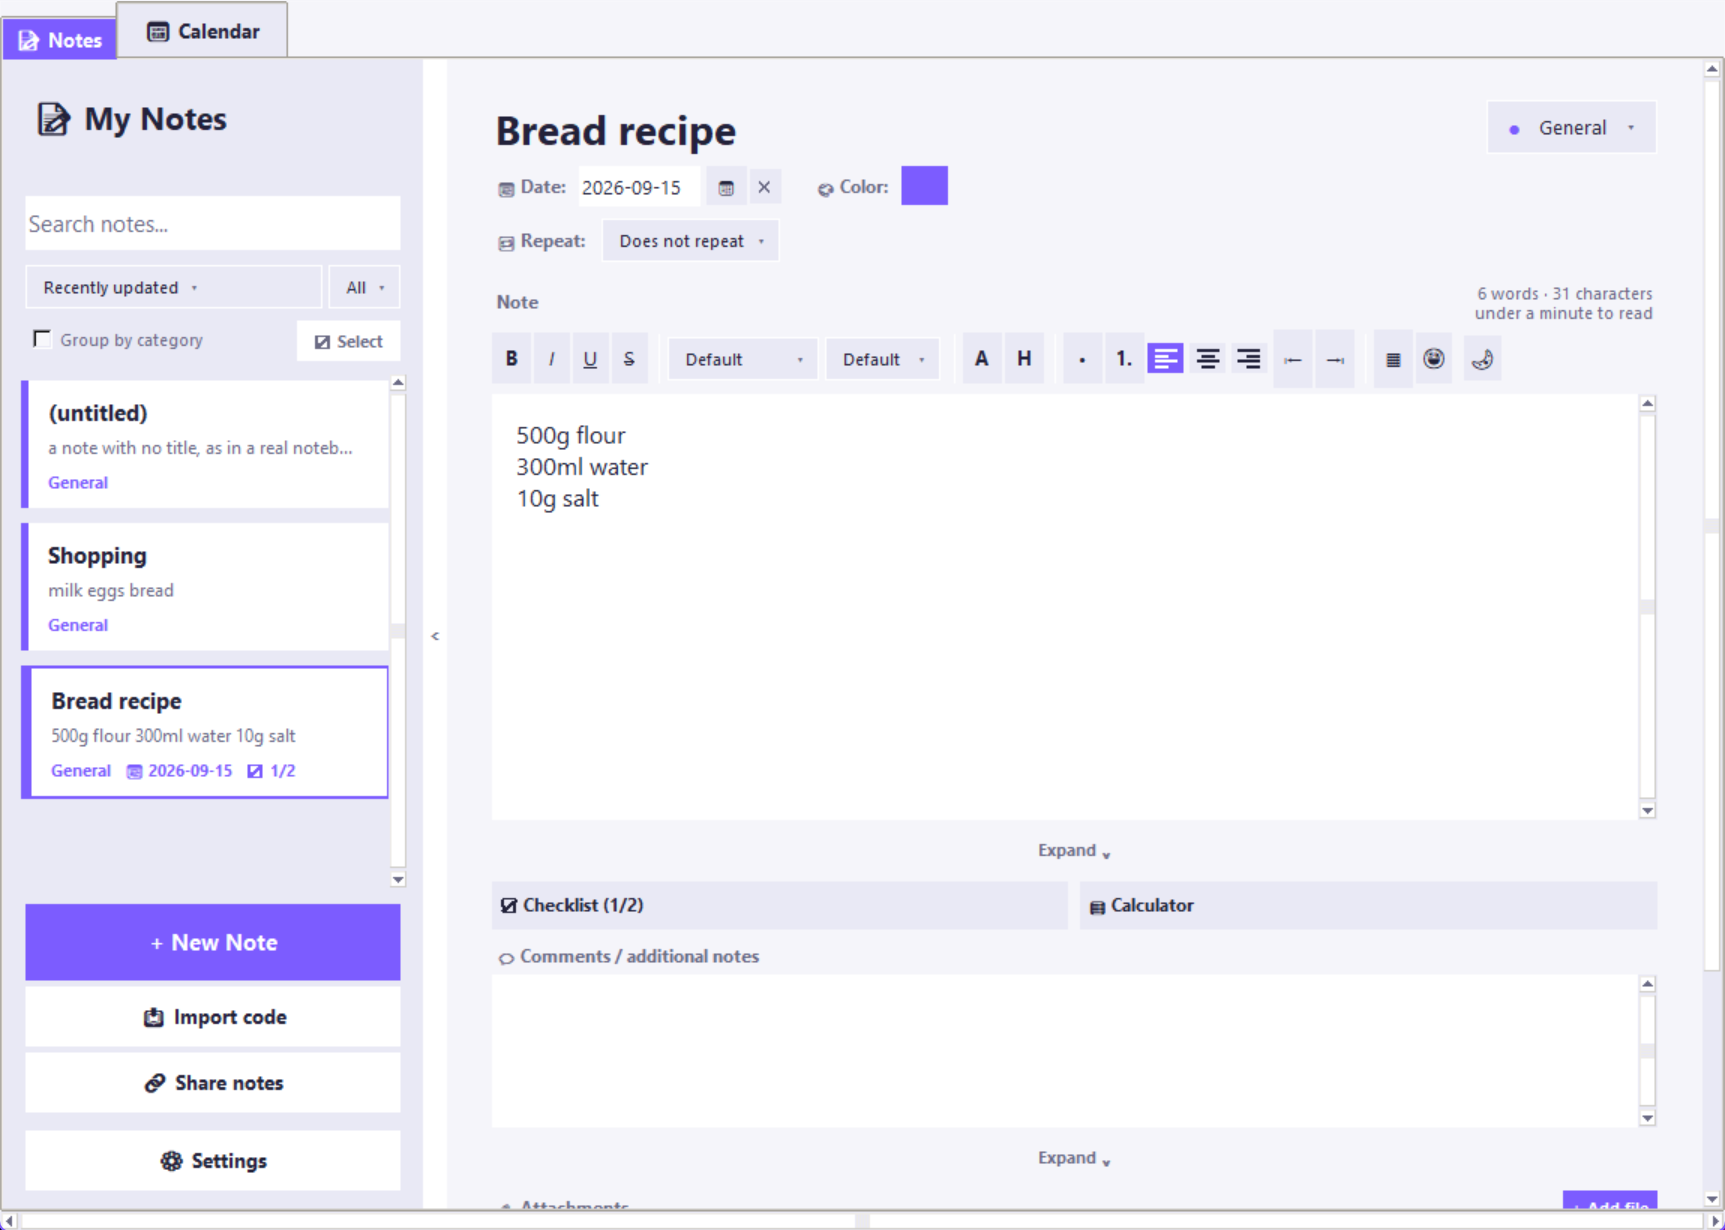 Notes
Calendar
My Notes
Search notes...
Recently updated
All
Group by category
Select
(untitled)
a note with no title, as in a real noteb...
General
Shopping
milk eggs bread
General
Bread recipe
500g flour 300ml water 10g salt
General 2026-09-15 1/2
+ New Note
Import code
Share notes
Settings
<
Bread recipe
General
Date: 2026-09-15 × Color:
Repeat: Does not repeat
Note
6 words · 31 characters
under a minute to read
B I U S Default Default A H • 1.
500g flour
300ml water
10g salt
Expand
Checklist (1/2)
Calculator
Comments / additional notes
Expand
Attachments
+ Add file